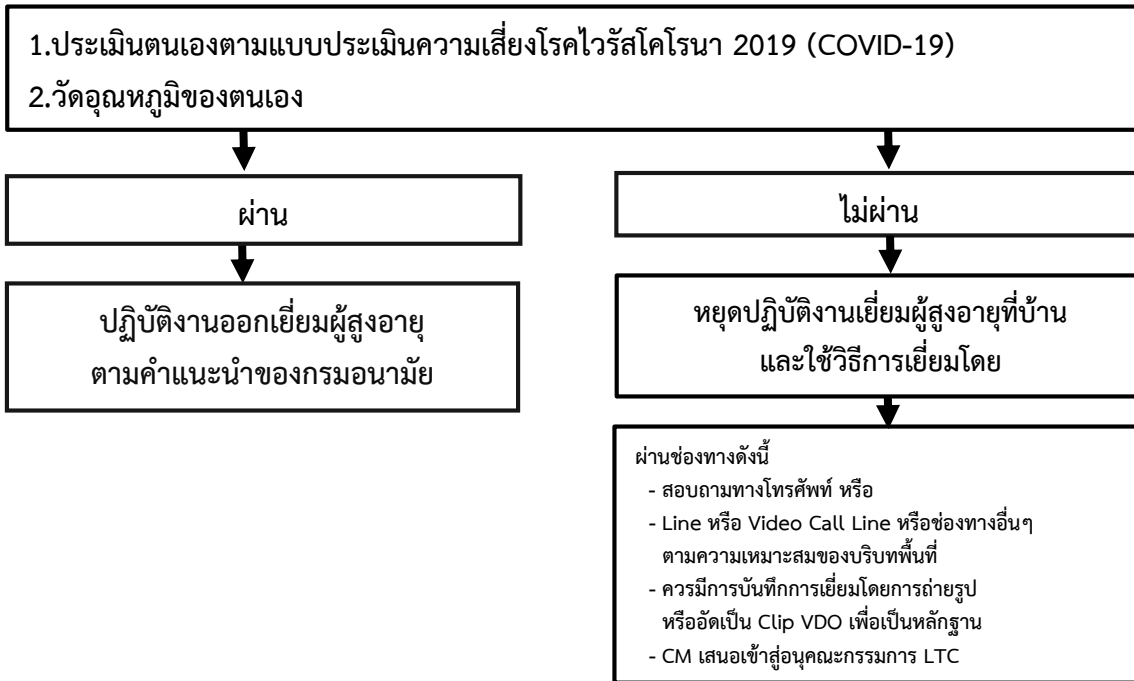 1.ประเมินตนเองตามแบบประเมินความเสี่ยงโรคไวรัสโคโรนา 2019 (COVID-19)
2.วัดอุณหภูมิของตนเอง
ผ่าน
ไม่ผ่าน
ปฏิบัติงานออกเยี่ยมผู้สูงอายุ
ตามคำแนะนำของกรมอนามัย
หยุดปฏิบัติงานเยี่ยมผู้สูงอายุที่บ้าน
และใช้วิธีการเยี่ยมโดย
ผ่านช่องทางดังนี้
- สอบถามทางโทรศัพท์ หรือ
- Line หรือ Video Call Line หรือช่องทางอื่นๆ
ตามความเหมาะสมของบริบทพื้นที่
- ควรมีการบันทึกการเยี่ยมโดยการถ่ายรูป
หรืออัดเป็น Clip VDO เพื่อเป็นหลักฐาน
- CM เสนอเข้าสู่อนุคณะกรรมการ LTC